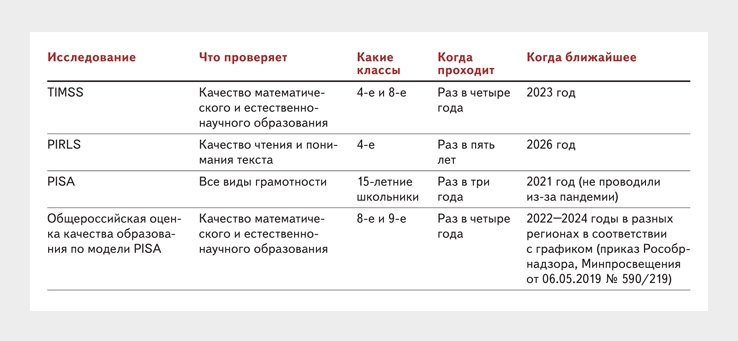 Исследование
Что проверяет
Какие
классы
Когда
проходит
Когда ближайшее
TIMSS
Качество математиче-
ского и естественно-
научного образования
4-е и 8-е
Раз в четыре
года
2023 год
PIRLS
Качество чтения и пони-
мания текста
4-е
Раз в пять
лет
2026 год
PISA
Все виды грамотности
15-летние
школьники
Раз в три
года
2021 год (не проводили
из-за пандемии)
Общероссийская оцен-
ка качества образова-
ния по модели PISA
Качество математиче-
ского и естественно-
научного образования
8-е и 9-е
Раз в четыре
года
2022—2024 годы в разных
регионах в соответствии
с графиком (приказ Рособр-
надзора, Минпросвещения
от 06.05.2019 № 590/219)